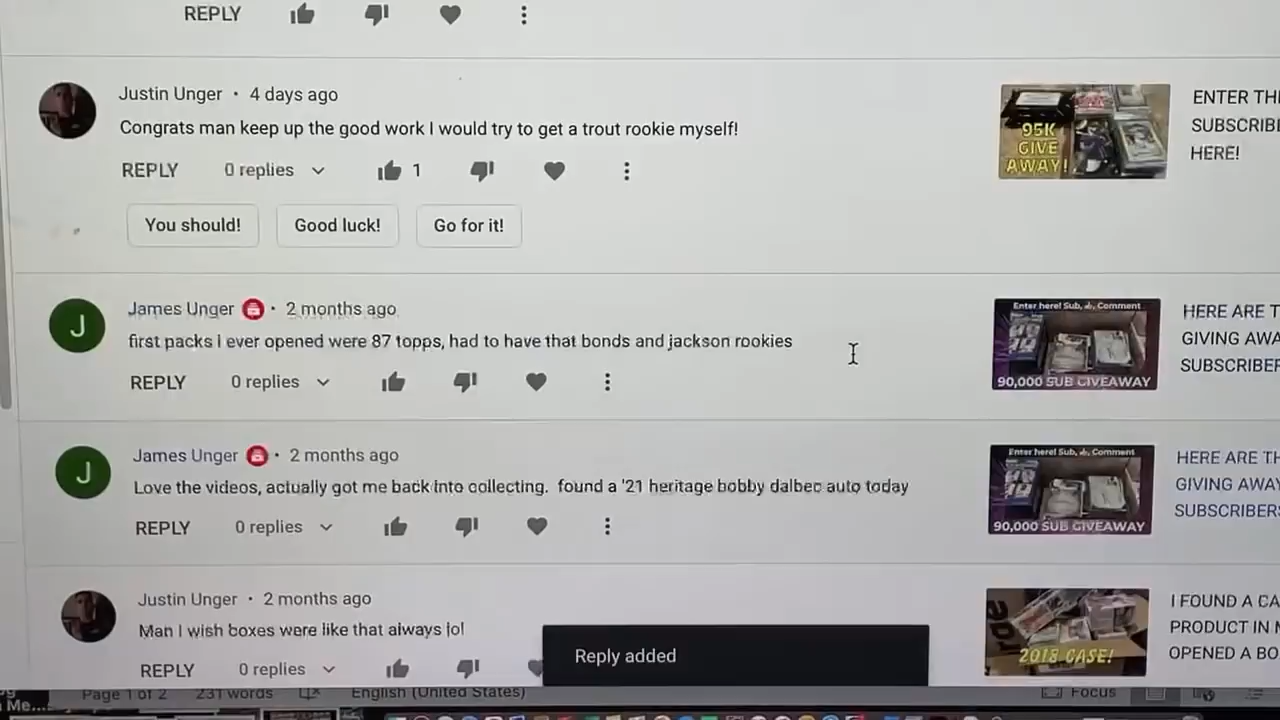 REPLY
Justin Unger • 4 days ago
Congrats man keep up the good work I would try to get a trout rookie myself!
REPLY 0 replies 1
You should! Good luck! Go for it!
95K
GIVE
AWAY!
ENTER TH
SUBSCRIB
HERE!
J
James Unger • 2 months ago
first packs i ever opened were 87 topps, had to have that bonds and jackson rookies
REPLY 0 replies
Enter here! Sub, Comment
90,000 SUB GIVEAWAY
HERE ARE T
GIVING AWA
SUBSCRIBER
J
James Unger • 2 months ago
Love the videos, actually got me back into collecting. found a '21 heritage bobby dalbec auto today
REPLY 0 replies
Enter here! Sub, Comment
90,000 SUB GIVEAWAY
HERE ARE TH
GIVING AWAY
SUBSCRIBERS
Justin Unger • 2 months ago
Man I wish boxes were like that always lol
REPLY 0 replies
2018 CASE!
I FOUND A CA
PRODUCT IN
OPENED A BO
Reply added
Me...
Page 1 of 2 231 words English (United States) Focus